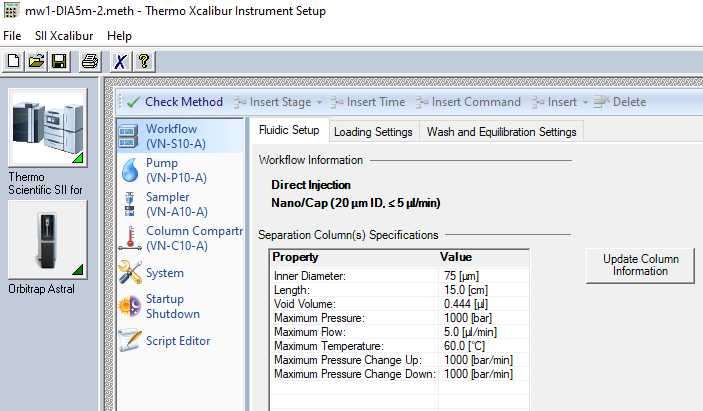 mw1-DIA5m-2.meth - Thermo Xcalibur Instrument Setup
File SII Xcalibur Help
Check Method Insert Stage Insert Time Insert Command Insert Delete
Thermo
Scientific SII for
Orbitrap Astral
Workflow
(VN-S10-A)
Pump
(VN-P10-A)
Sampler
(VN-A10-A)
Column Compartr
(VN-C10-A)
System
Startup
Shutdown
Script Editor
Fluidic Setup Loading Settings Wash and Equilibration Settings
Workflow Information
Direct Injection
Nano/Cap (20 µm ID, ≤ 5 µl/min)
Separation Column(s) Specifications
Property Value
Inner Diameter: 75 [µm]
Length: 15.0 [cm]
Void Volume: 0.444 [µl]
Maximum Pressure: 1000 [bar]
Maximum Flow: 5.0 [µl/min]
Maximum Temperature: 60.0 [°C]
Maximum Pressure Change Up: 1000 [bar/min]
Maximum Pressure Change Down: 1000 [bar/min]
Update Column
Information